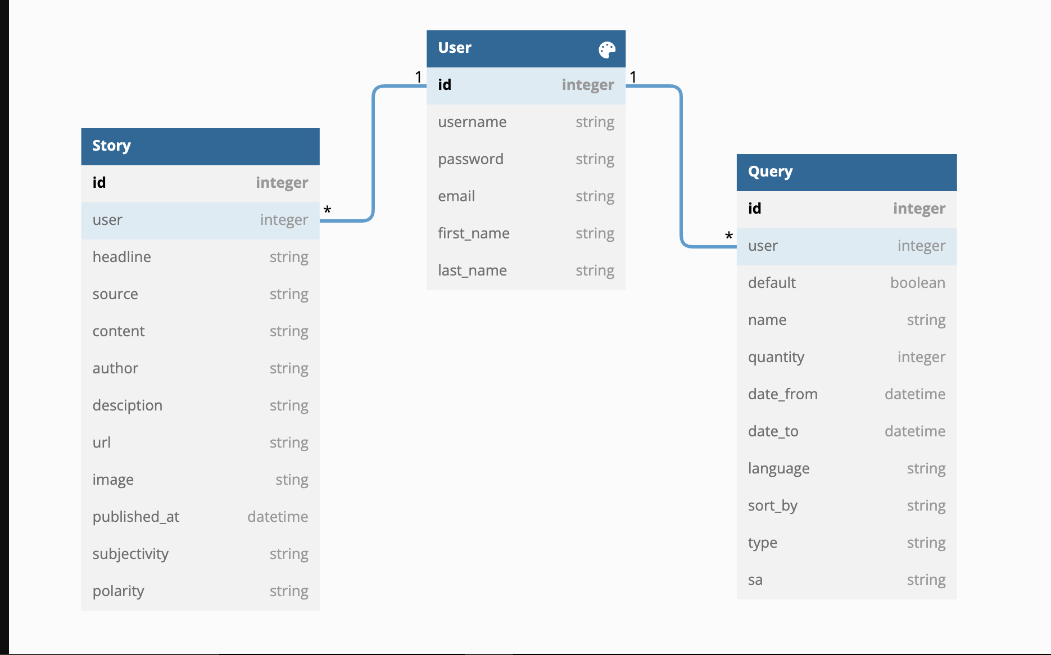 User
1
id integer
1
username string
password string
email string
first_name string
last_name string
Story
id integer
user integer
*
headline string
source string
content string
author string
desciption string
url string
image sting
published_at datetime
subjectivity string
polarity string
Query
id integer
*
user integer
default boolean
name string
quantity integer
date_from datetime
date_to datetime
language string
sort_by string
type string
sa string